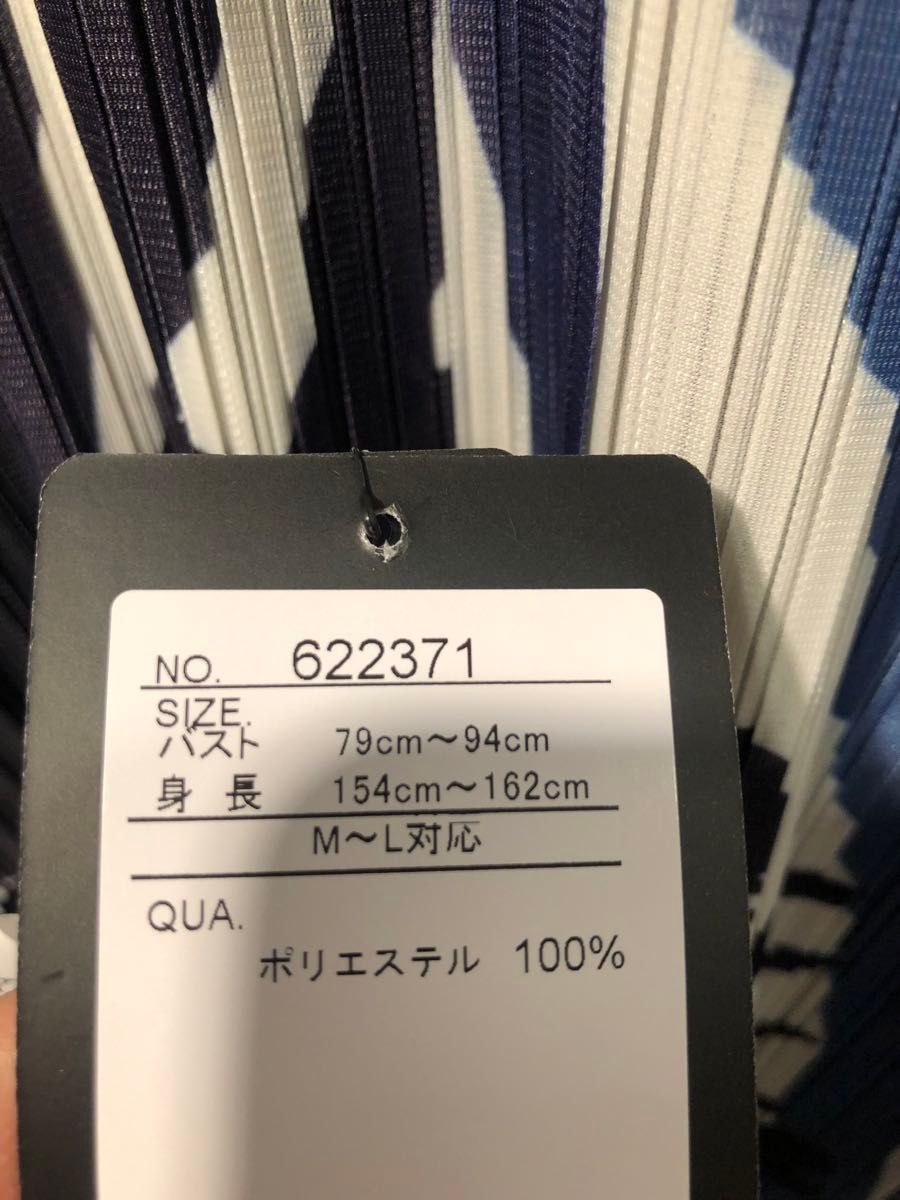 NO. 622371
SIZE.
バスト 79cm～94cm
身 長 154cm～162cm
M～L対応
QUA.
ポリエステル 100%